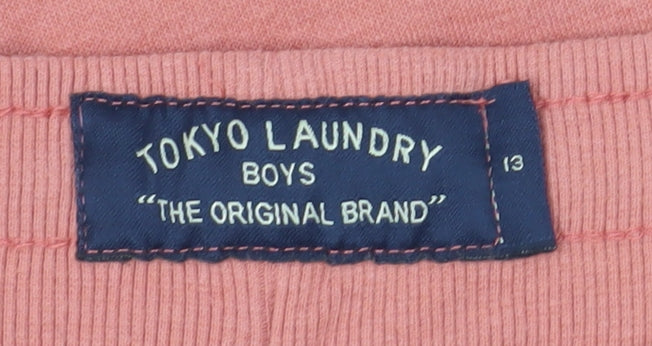 TOKYO LAUNDRY
BOYS
"THE ORIGINAL BRAND"
13